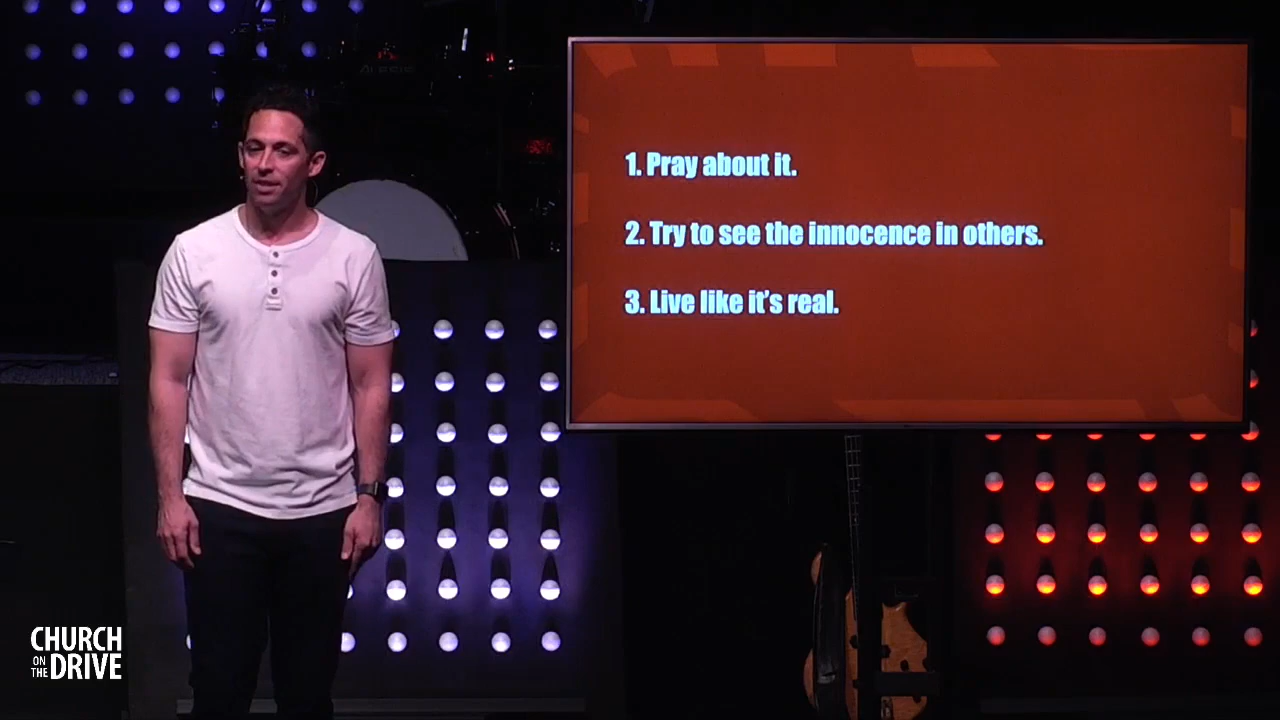 1. Pray about it.
2. Try to see the innocence in others.
3. Live like it's real.
CHURCH
ON THE DRIVE